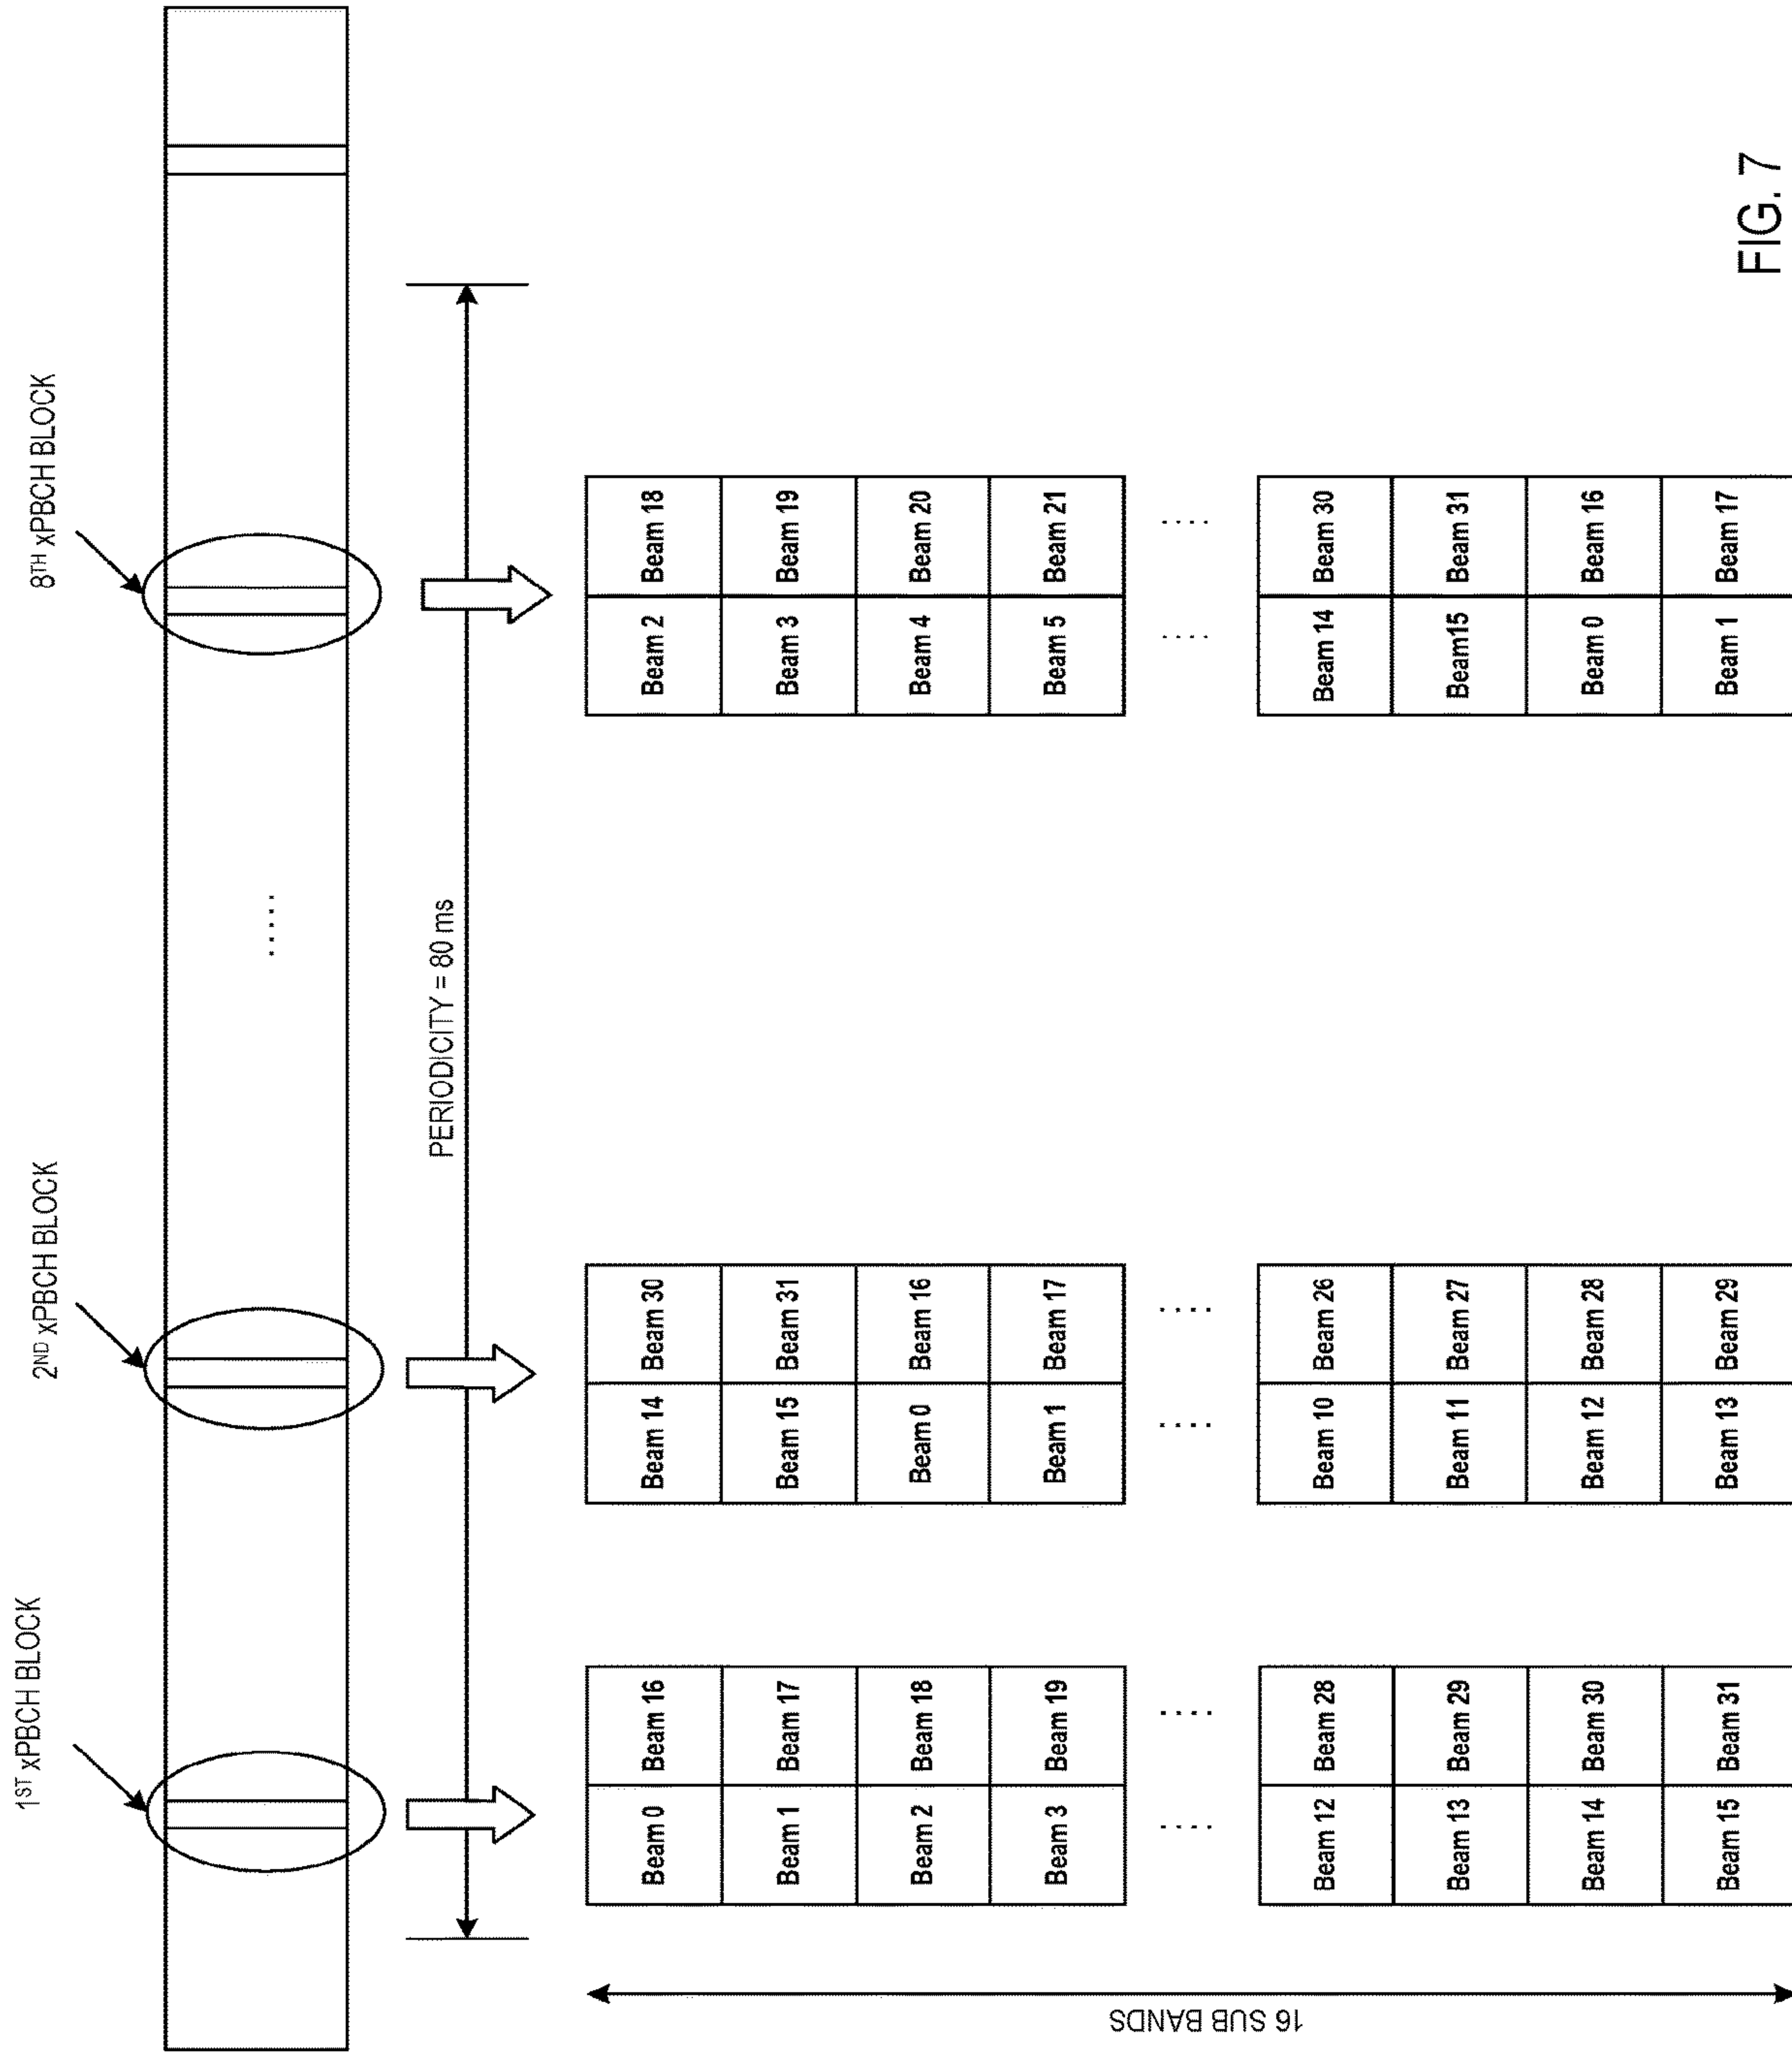 1ST xPBCH BLOCK
2ND xPBCH BLOCK
8TH xPBCH BLOCK
.....
PERIODICITY = 80 ms
16 SUB BANDS
Beam 0 Beam 16
Beam 1 Beam 17
Beam 2 Beam 18
Beam 3 Beam 19
.... ....
Beam 12 Beam 28
Beam 13 Beam 29
Beam 14 Beam 30
Beam 15 Beam 31
Beam 14 Beam 30
Beam 15 Beam 31
Beam 0 Beam 16
Beam 1 Beam 17
.... ....
Beam 10 Beam 26
Beam 11 Beam 27
Beam 12 Beam 28
Beam 13 Beam 29
Beam 2 Beam 18
Beam 3 Beam 19
Beam 4 Beam 20
Beam 5 Beam 21
.... ....
Beam 14 Beam 30
Beam15 Beam 31
Beam 0 Beam 16
Beam 1 Beam 17
FIG. 7